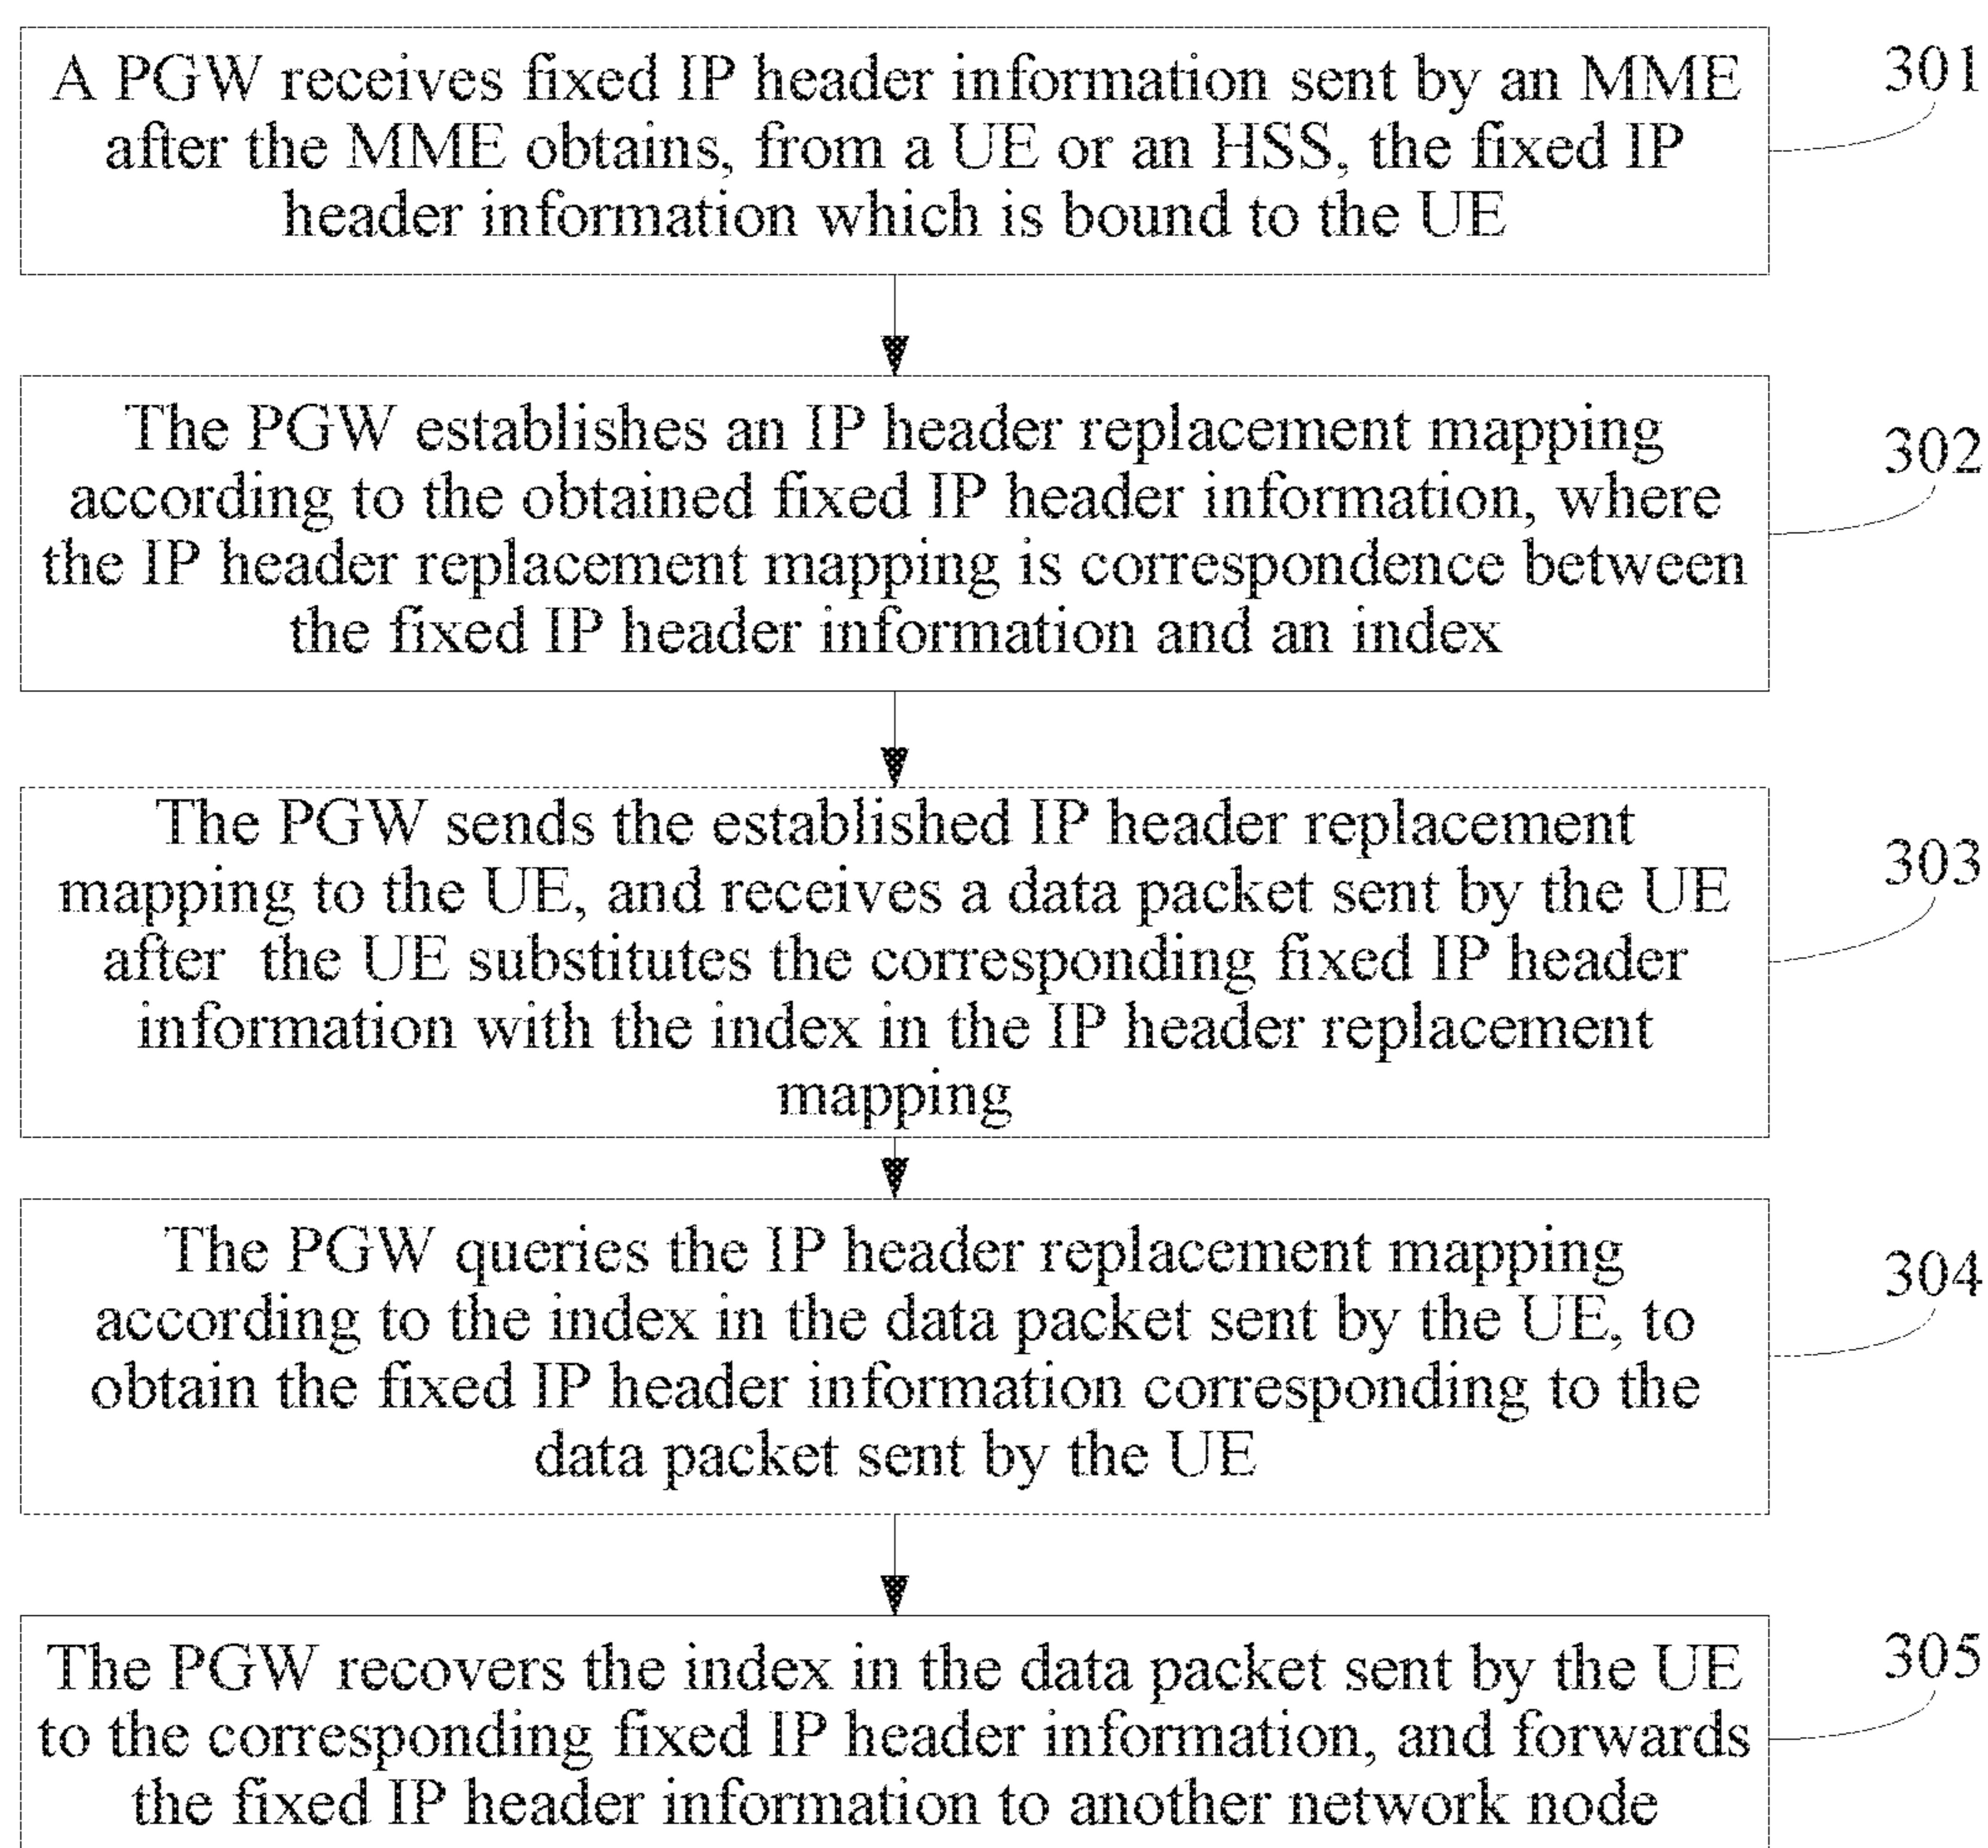 A PGW receives fixed IP header information sent by an MME
after the MME obtains, from a UE or an HSS, the fixed IP
header information which is bound to the UE
301
The PGW establishes an IP header replacement mapping
according to the obtained fixed IP header information, where
the IP header replacement mapping is correspondence between
the fixed IP header information and an index
302
The PGW sends the established IP header replacement
mapping to the UE, and receives a data packet sent by the UE
after the UE substitutes the corresponding fixed IP header
information with the index in the IP header replacement
mapping
303
The PGW queries the IP header replacement mapping
according to the index in the data packet sent by the UE, to
obtain the fixed IP header information corresponding to the
data packet sent by the UE
304
The PGW recovers the index in the data packet sent by the UE
to the corresponding fixed IP header information, and forwards
the fixed IP header information to another network node
305